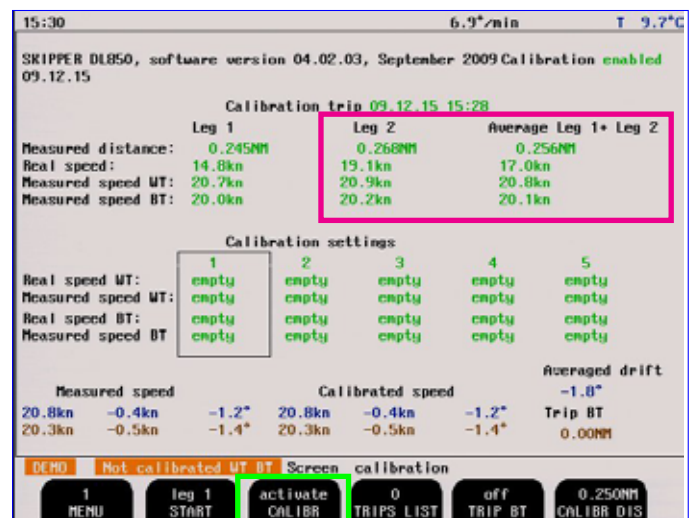 15:30 6.9°/min T 9.7°C
SKIPPER DL850, software version 04.02.03, September 2009 Calibration enabled
09.12.15
Calibration trip 09.12.15 15:28
Leg 1 Leg 2 Average Leg 1+ Leg 2
Measured distance: 0.245NM 0.268NM 0.256NM
Real speed: 14.8kn 19.1kn 17.0kn
Measured speed WT: 20.7kn 20.9kn 20.8kn
Measured speed BT: 20.0kn 20.2kn 20.1kn
Calibration settings
1 2 3 4 5
Real speed WT: empty empty empty empty empty
Measured speed WT: empty empty empty empty empty
Real speed BT: empty empty empty empty empty
Measured speed BT empty empty empty empty empty
Averaged drift
Measured speed Calibrated speed -1.8°
20.8kn -0.4kn -1.2° 20.8kn -0.4kn -1.2° Trip BT
20.3kn -0.5kn -1.4° 20.3kn -0.5kn -1.4° 0.00NM
DEMO Not calibrated WT BT Screen calibration
1 leg 1 activate 0 off 0.250NM
MENU START CALIBR TRIPS LIST TRIP BT CALIBR DIS